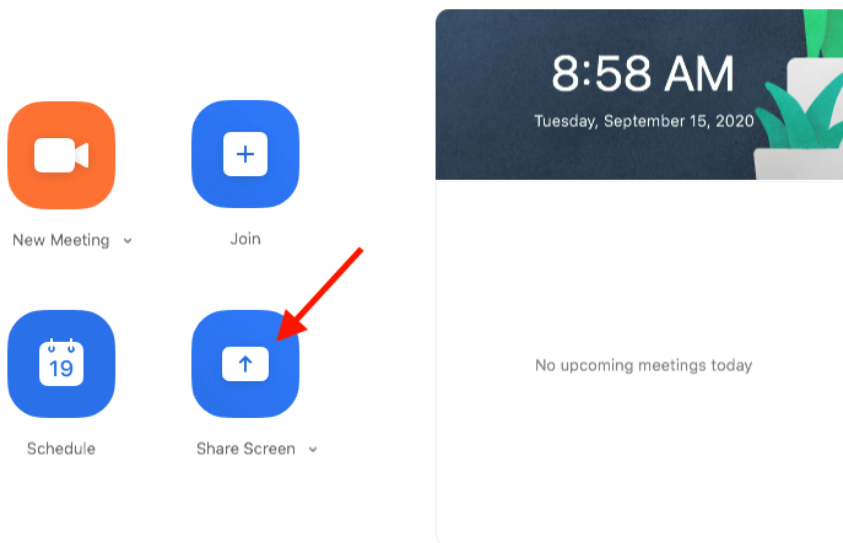 8:58 AM
Tuesday, September 15, 2020
New Meeting
Join
19
Schedule
Share Screen
No upcoming meetings today